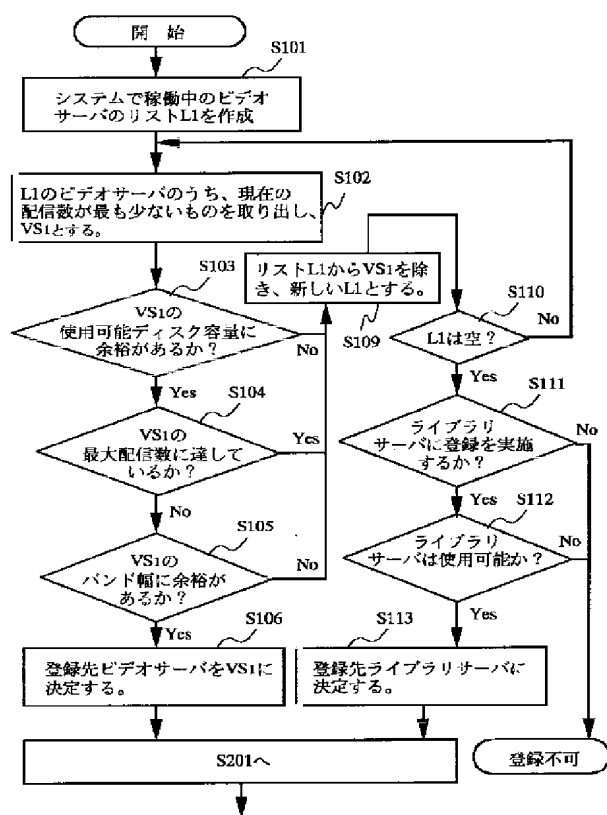 開　始
S101
システムで稼働中のビデオ
サーバのリストL1を作成
S102
L1のビデオサーバのうち、現在の
配信数が最も少ないものを取り出し、
VS1とする。
S103
VS1の
使用可能ディスク容量に
余裕があるか？
No
Yes
S104
VS1の
最大配信数に達して
いるか？
Yes
No
S105
VS1の
バンド幅に余裕が
あるか？
No
Yes
S106
登録先ビデオサーバをVS1に
決定する。
リストL1からVS1を除
き、新しいL1とする。
S109
S110
L1は空？
No
Yes
S111
ライブラリ
サーバに登録を実施
するか？
No
Yes
S112
ライブラリ
サーバは使用可能か？
No
Yes
S113
登録先ライブラリサーバに
決定する。
S201へ
登録不可